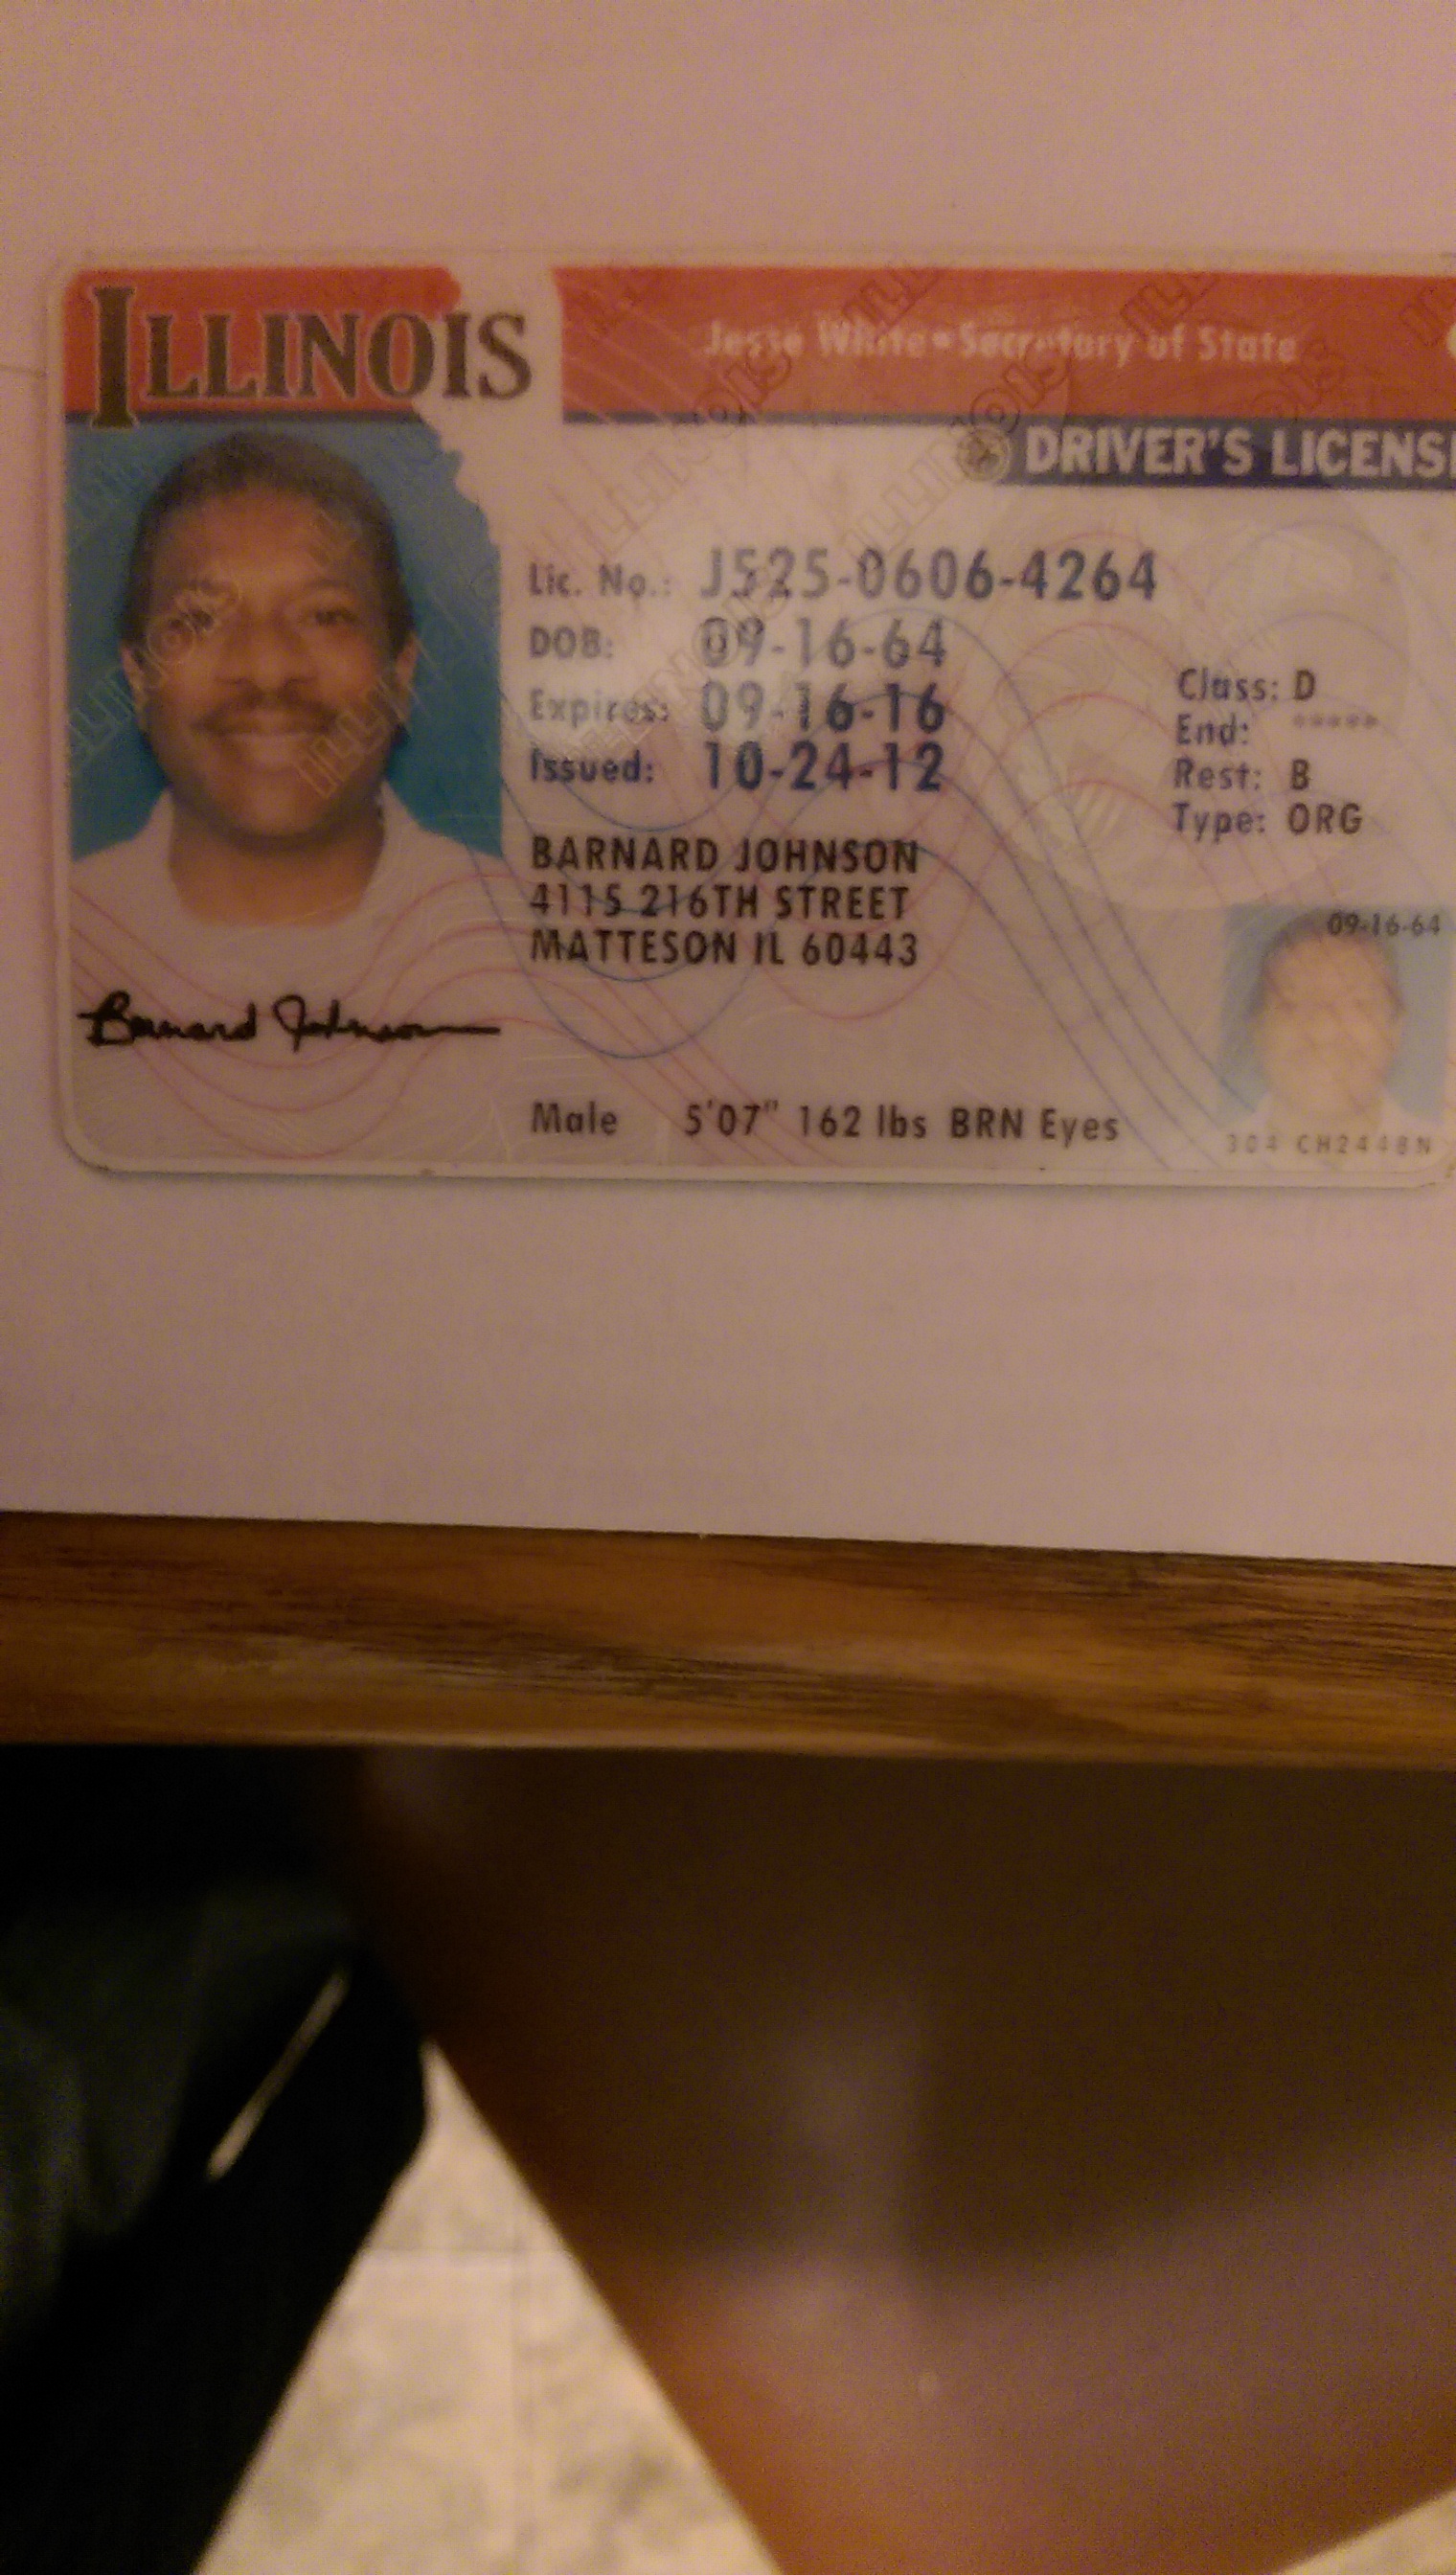 ILLINOIS
Jesse White • Secretary of State
DRIVER'S LICENS
Lic. No.: J525-0606-4264
DOB: 09-16-64
Expires: 09-16-16
Issued: 10-24-12
Class: D
End: *****
Rest: B
Type: ORG
BARNARD JOHNSON
4115 216TH STREET
MATTESON IL 60443
09-16-64
Barnard Johnson
Male 5'07" 162 lbs BRN Eyes
304 CH2448N